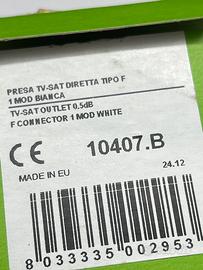 PRESA TV-SAT DIRETTA TIPO F
1 MOD BIANCA
TV-SAT OUTLET 0.5dB
F CONNECTOR 1 MOD WHITE
CE 10407.B
MADE IN EU 24.12
8 033335 002953